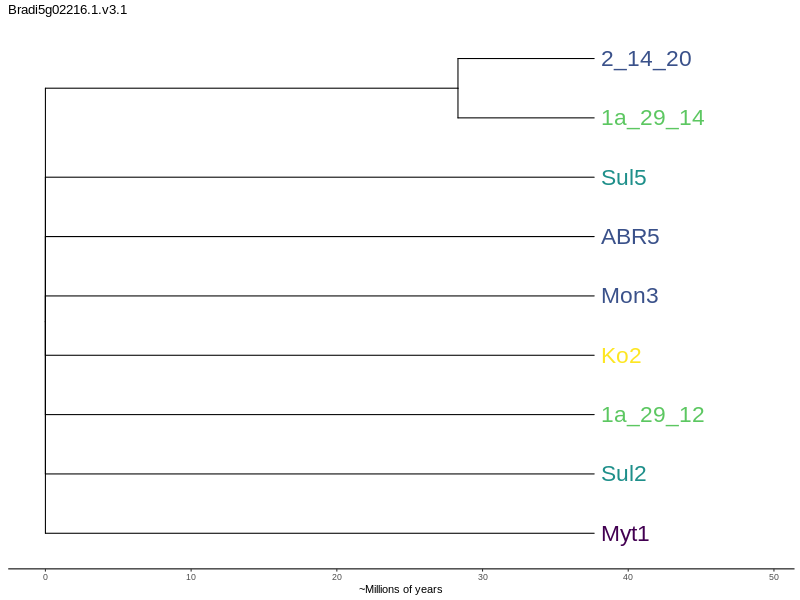 Bradi5g02216.1.v3.1
2_14_20
1a_29_14
Sul5
ABR5
Mon3
Ko2
1a_29_12
Sul2
Myt1
0 10 20 30 40 50
~Millions of years